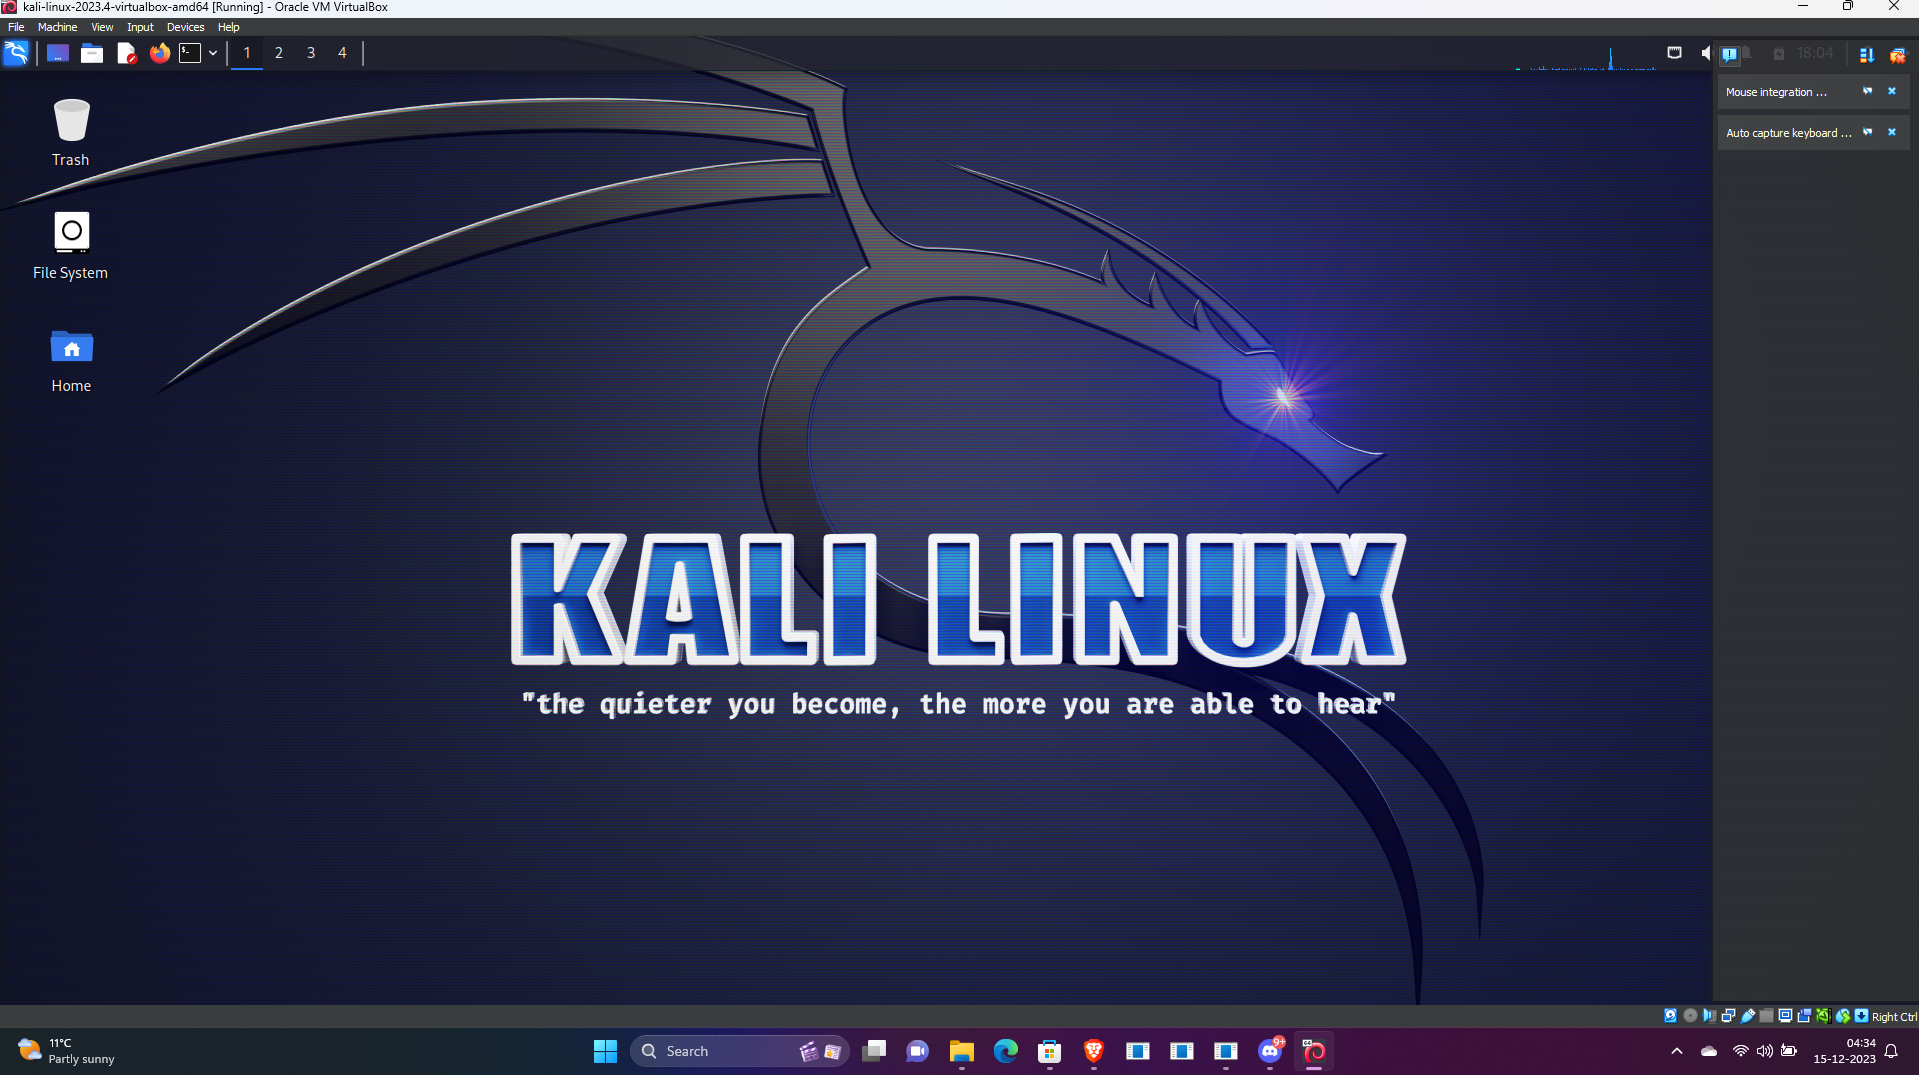 kali-linux-2023.4-virtualbox-amd64 [Running] - Oracle VM VirtualBox
File Machine View Input Devices Help
1 2 3 4
18:04
Mouse integration ...
Auto capture keyboard ...
Trash
File System
Home
KALI LINUX
"the quieter you become, the more you are able to hear"
Right Ctrl
11°C
Partly sunny
Search
9+
64
04:34
15-12-2023